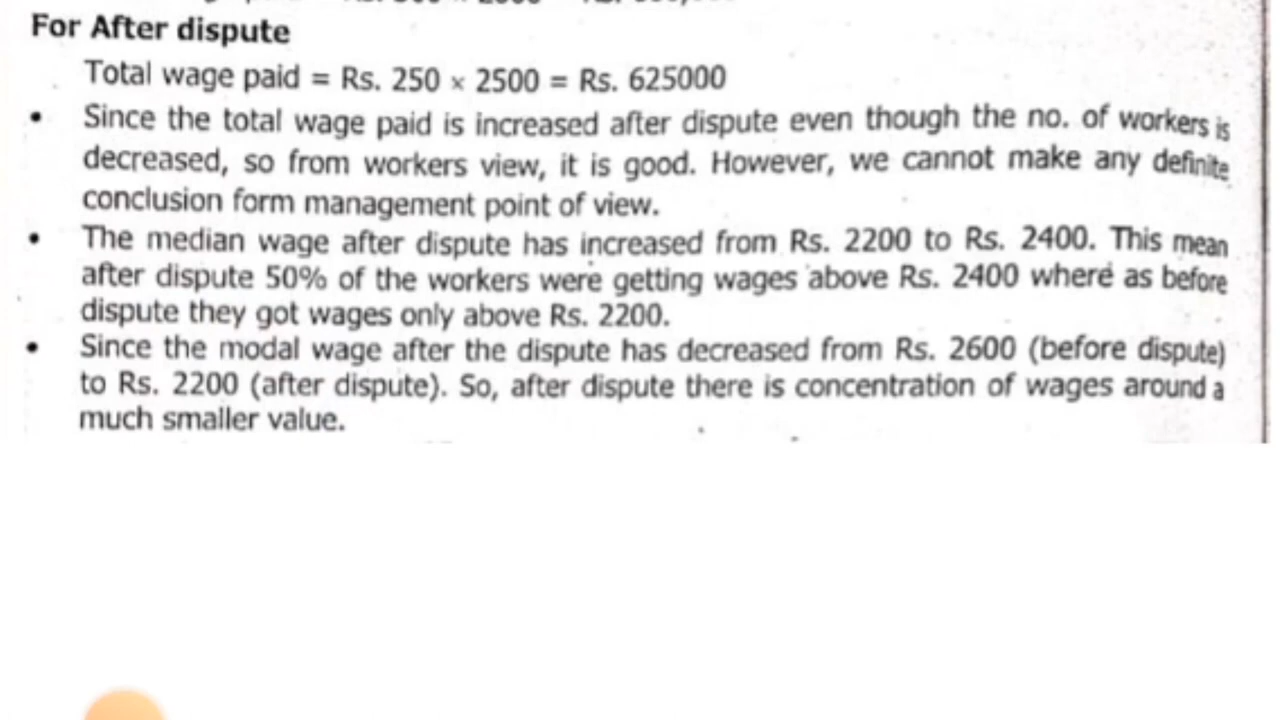 For After dispute
Total wage paid = Rs. 250 × 2500 = Rs. 625000
• Since the total wage paid is increased after dispute even though the no. of workers is
decreased, so from workers view, it is good. However, we cannot make any definite
conclusion form management point of view.
• The median wage after dispute has increased from Rs. 2200 to Rs. 2400. This mean
after dispute 50% of the workers were getting wages above Rs. 2400 where as before
dispute they got wages only above Rs. 2200.
• Since the modal wage after the dispute has decreased from Rs. 2600 (before dispute)
to Rs. 2200 (after dispute). So, after dispute there is concentration of wages around a
much smaller value.